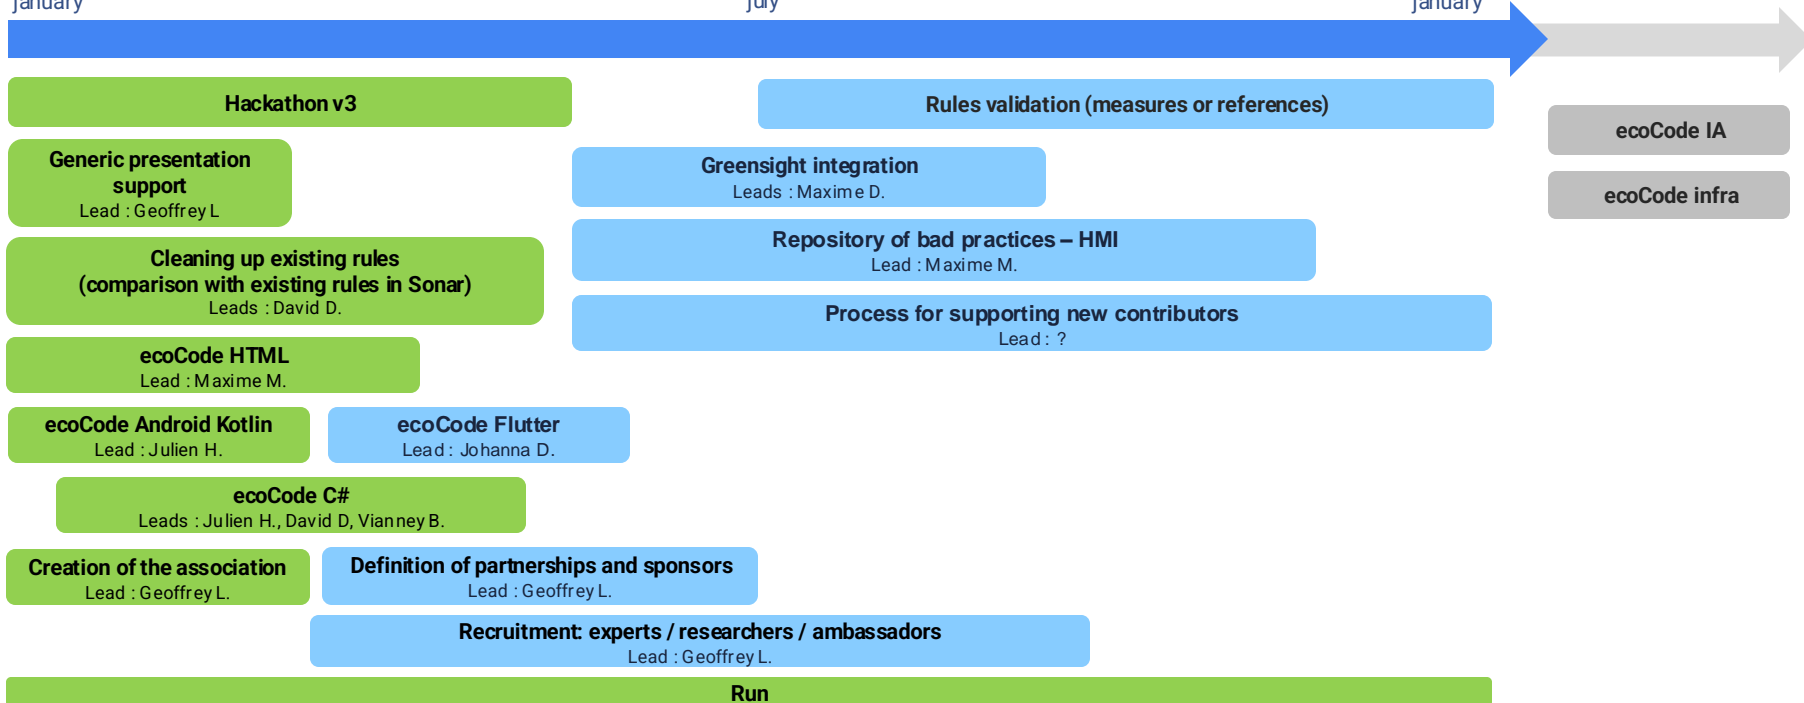 january
july
january
Hackathon v3
Rules validation (measures or references)
ecoCode IA
Generic presentation
support
Lead : Geoffrey L
Greensight integration
Leads : Maxime D.
ecoCode infra
Repository of bad practices – HMI
Lead : Maxime M.
Cleaning up existing rules
(comparison with existing rules in Sonar)
Leads : David D.
Process for supporting new contributors
Lead : ?
ecoCode HTML
Lead : Maxime M.
ecoCode Android Kotlin
Lead : Julien H.
ecoCode Flutter
Lead : Johanna D.
ecoCode C#
Leads : Julien H., David D, Vianney B.
Creation of the association
Lead : Geoffrey L.
Definition of partnerships and sponsors
Lead : Geoffrey L.
Recruitment: experts / researchers / ambassadors
Lead : Geoffrey L.
Run